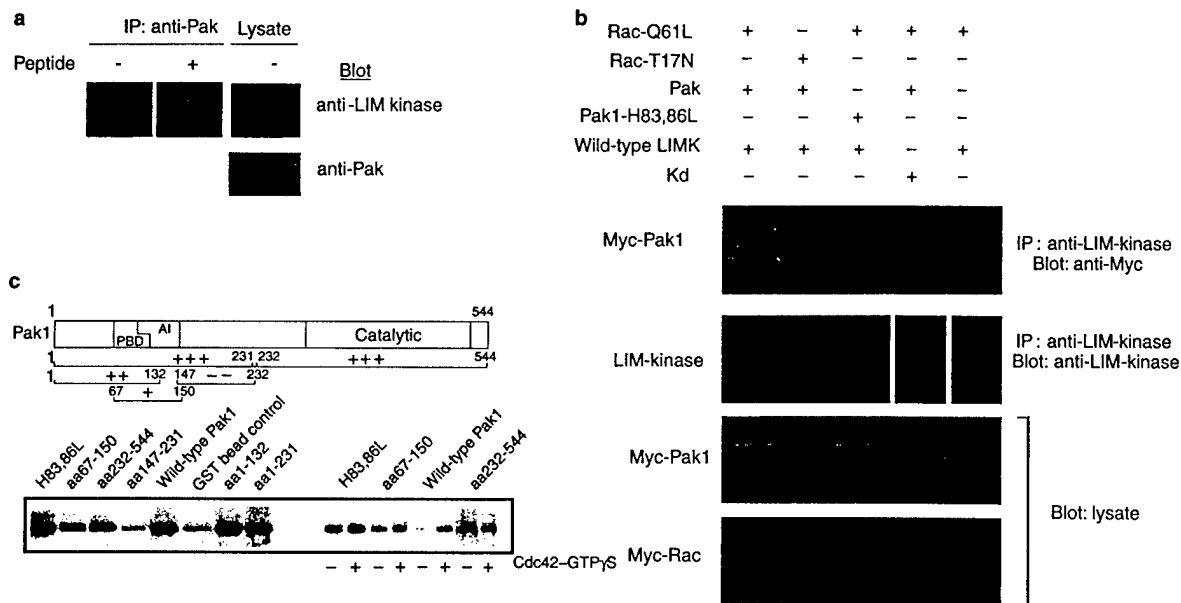 a
IP: anti-Pak Lysate
Peptide - + -
Blot
anti-LIM kinase
anti-Pak
b
Rac-Q61L + – + + +
Rac-T17N – + – – –
Pak + + – + –
Pak1-H83,86L – – + – –
Wild-type LIMK + + + – +
Kd – – – + –
Myc-Pak1
IP : anti-LIM-kinase
Blot: anti-Myc
LIM-kinase
IP : anti-LIM-kinase
Blot: anti-LIM-kinase
Myc-Pak1
Myc-Rac
Blot: lysate
c
1 544
Pak1 PBD AI Catalytic
1 +++ 231 232 +++ 544
1 ++ 132 147 – – 232
67 + 150
H83,86L
aa67-150
aa232-544
aa147-231
Wild-type Pak1
GST bead control
aa1-132
aa1-231
H83,86L
aa67-150
Wild-type Pak1
aa232-544
– + – + – + – + Cdc42–GTPγS